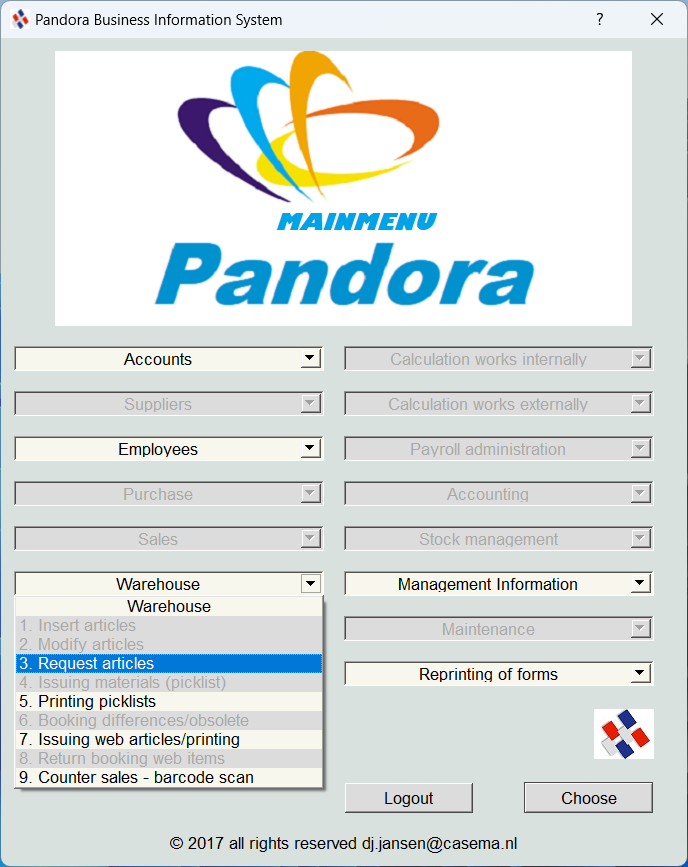 Pandora Business Information System
?
MAINMENU
Pandora
Accounts
Calculation works internally
Suppliers
Calculation works externally
Employees
Payroll administration
Purchase
Accounting
Sales
Stock management
Warehouse
Management Information
Warehouse
1. Insert articles
2. Modify articles
3. Request articles
4. Issuing materials (picklist)
5. Printing picklists
6. Booking differences/obsolete
7. Issuing web articles/printing
8. Return booking web items
9. Counter sales - barcode scan
Maintenance
Reprinting of forms
Logout
Choose
© 2017 all rights reserved dj.jansen@casema.nl